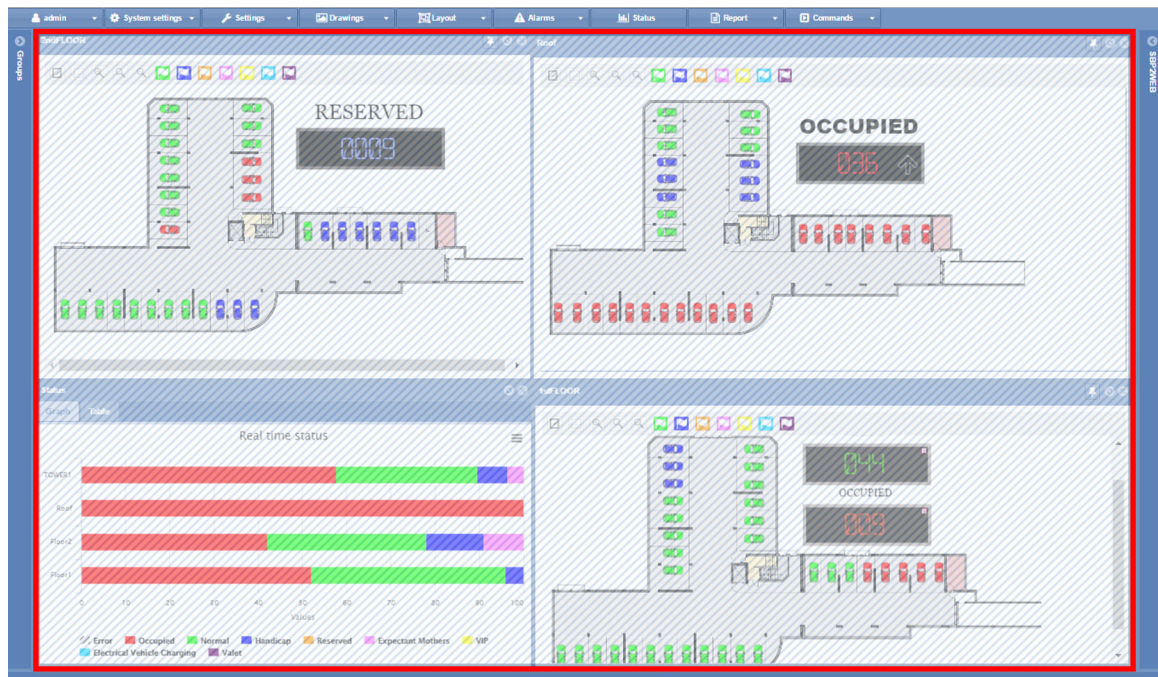 admin System settings Settings Drawings Layout Alarms Status Report Commands
Groups
SBP2WEB
2ndFLOOR
RESERVED
0009
Roof
OCCUPIED
036
Status
Graph Table
Real time status
TOWER1
Roof
Floor2
Floor1
0 10 20 30 40 50 60 70 80 90 100
Values
Error Occupied Normal Handicap Reserved Expectant Mothers VIP
Electrical Vehicle Charging Valet
1stFLOOR
044
OCCUPIED
009